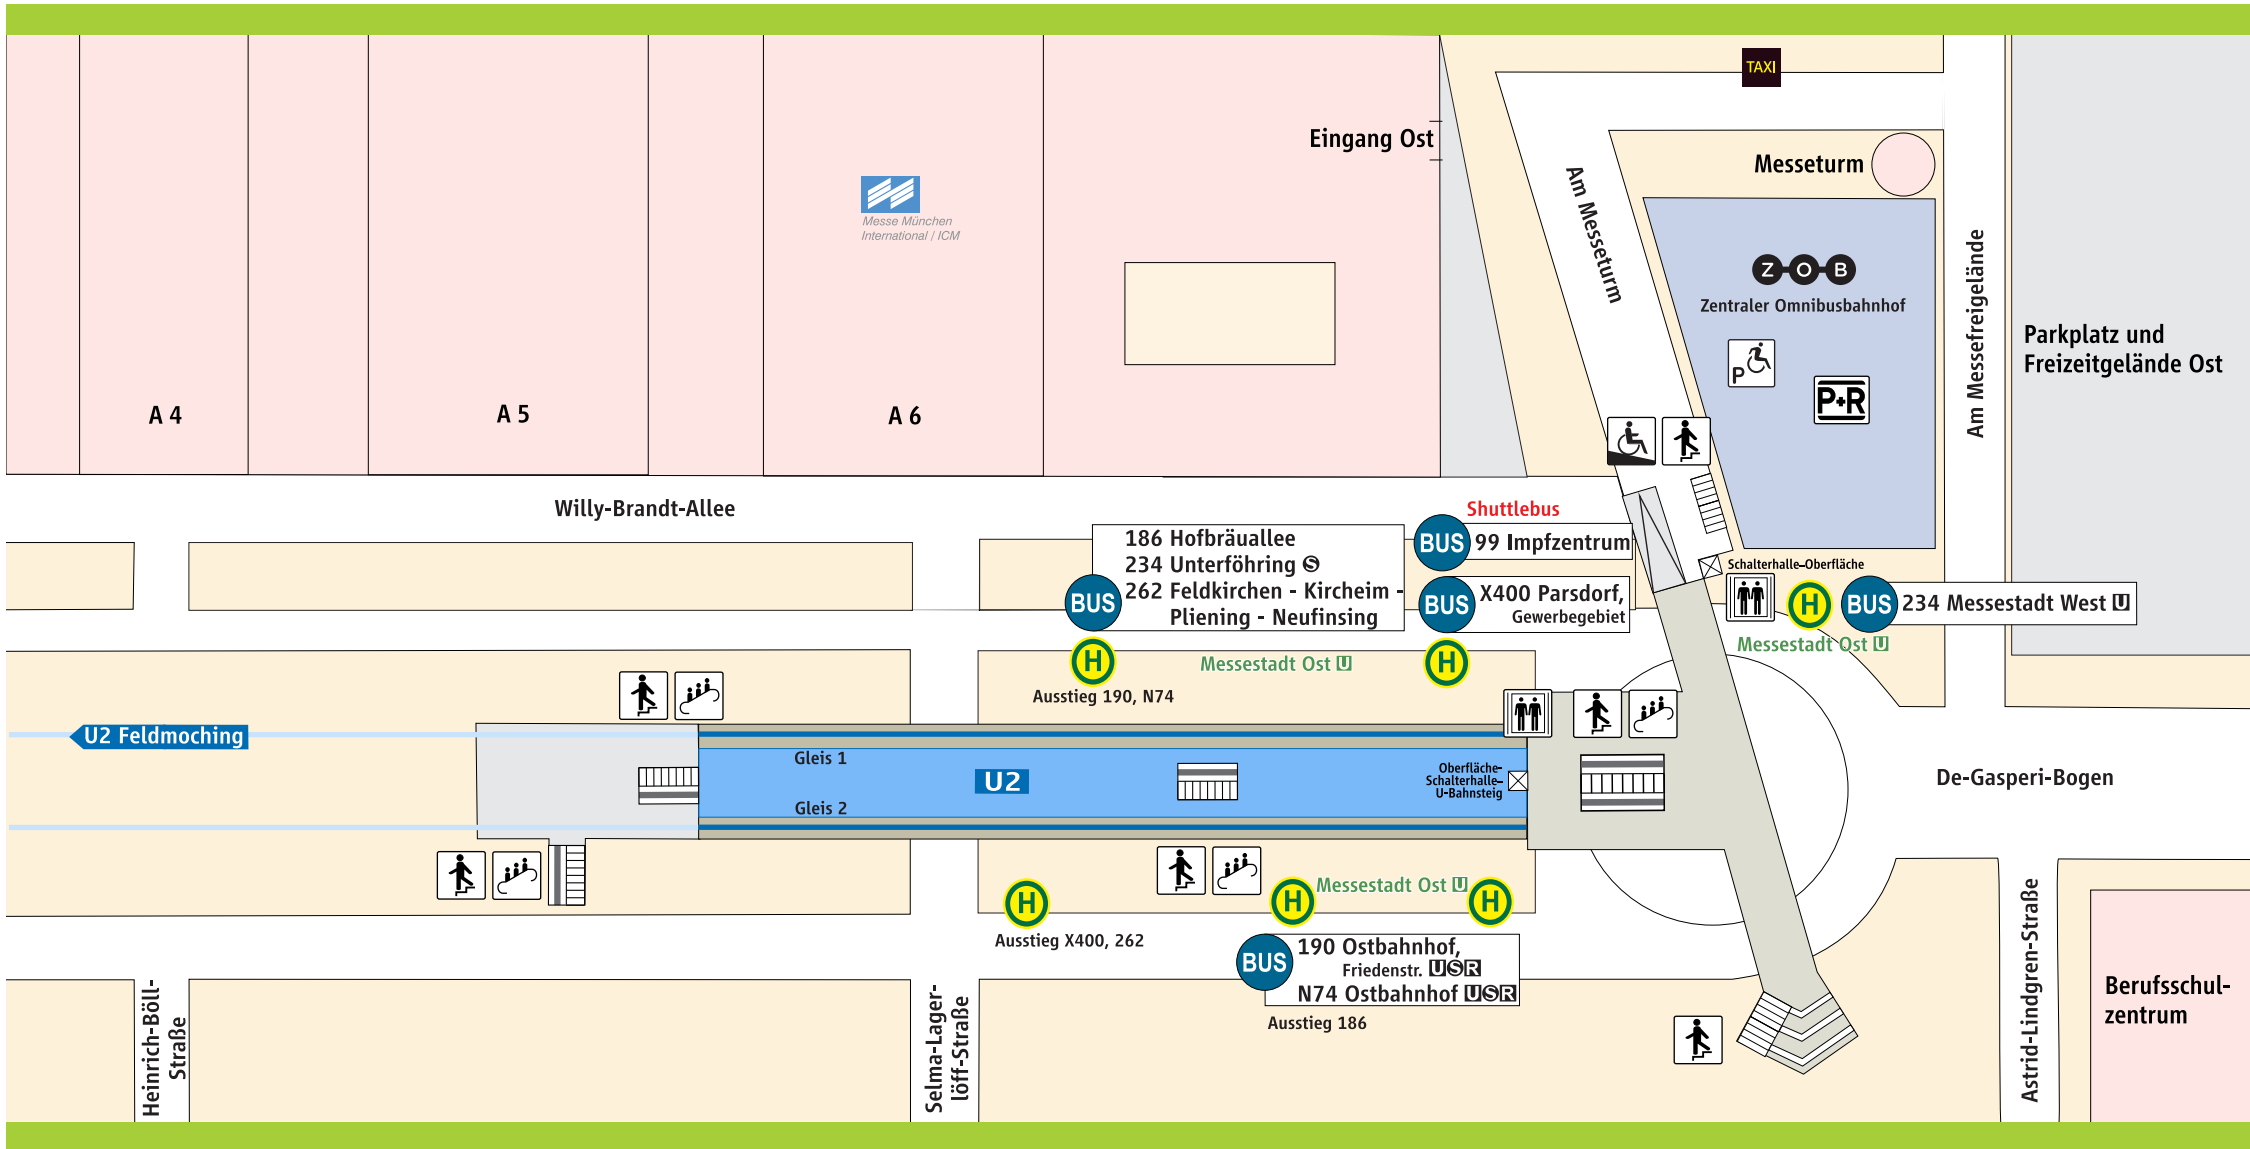 TAXI
Eingang Ost
Messeturm
Am Messeturm
Messe München
International / ICM
ZOB
Zentraler Omnibusbahnhof
Am Messefreigelände
Parkplatz und
Freizeitgelände Ost
P
P+R
A 4
A 5
A 6
Willy-Brandt-Allee
Shuttlebus
BUS 99 Impfzentrum
186 Hofbräuallee
234 Unterföhring S
262 Feldkirchen - Kircheim -
Pliening - Neufinsing
BUS
BUS X400 Parsdorf,
Gewerbegebiet
Schalterhalle-Oberfläche
H BUS 234 Messestadt West U
Messestadt Ost U
H Messestadt Ost U H
Ausstieg 190, N74
U2 Feldmoching
Gleis 1
U2
Gleis 2
Oberfläche-
Schalterhalle-
U-Bahnsteig
De-Gasperi-Bogen
H H Messestadt Ost U H
Ausstieg X400, 262
BUS 190 Ostbahnhof,
Friedenstr. U S R
N74 Ostbahnhof U S R
Ausstieg 186
Heinrich-Böll-
Straße
Selma-Lager-
löff-Straße
Astrid-Lindgren-Straße
Berufsschul-
zentrum